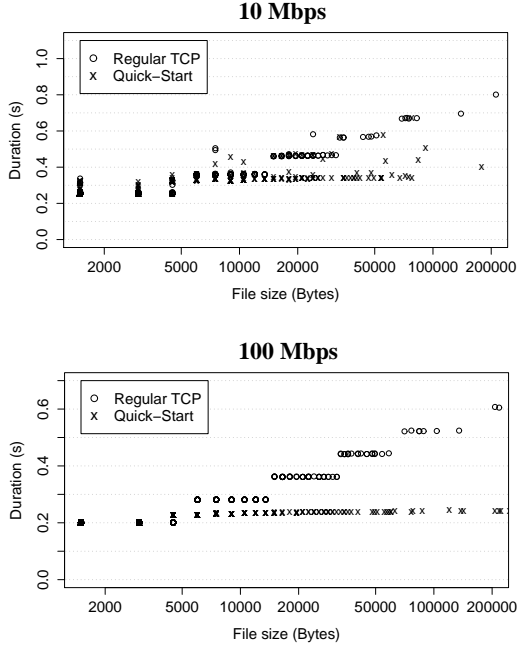 10 Mbps
Duration (s)
0.0 0.2 0.4 0.6 0.8 1.0
Regular TCP
Quick−Start
2000 5000 10000 20000 50000 100000 200000
File size (Bytes)
100 Mbps
Duration (s)
0.0 0.2 0.4 0.6
Regular TCP
Quick−Start
2000 5000 10000 20000 50000 100000 200000
File size (Bytes)